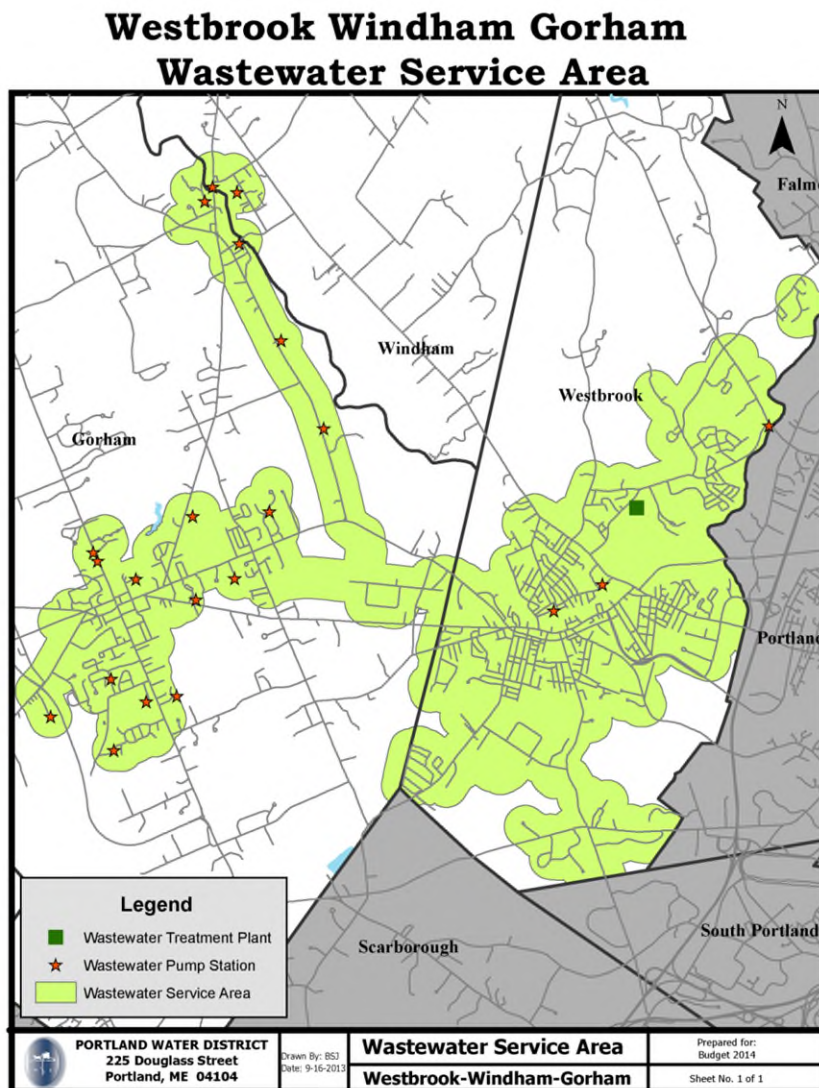 Westbrook Windham Gorham
Wastewater Service Area
N
Falm
Windham
Westbrook
Gorham
Portland
South Portland
Scarborough
Legend
Wastewater Treatment Plant
Wastewater Pump Station
Wastewater Service Area
PORTLAND WATER DISTRICT
225 Douglass Street
Portland, ME 04104
Drawn By: BSJ
Date: 9-16-2013
Wastewater Service Area
Westbrook-Windham-Gorham
Prepared for:
Budget 2014
Sheet No. 1 of 1